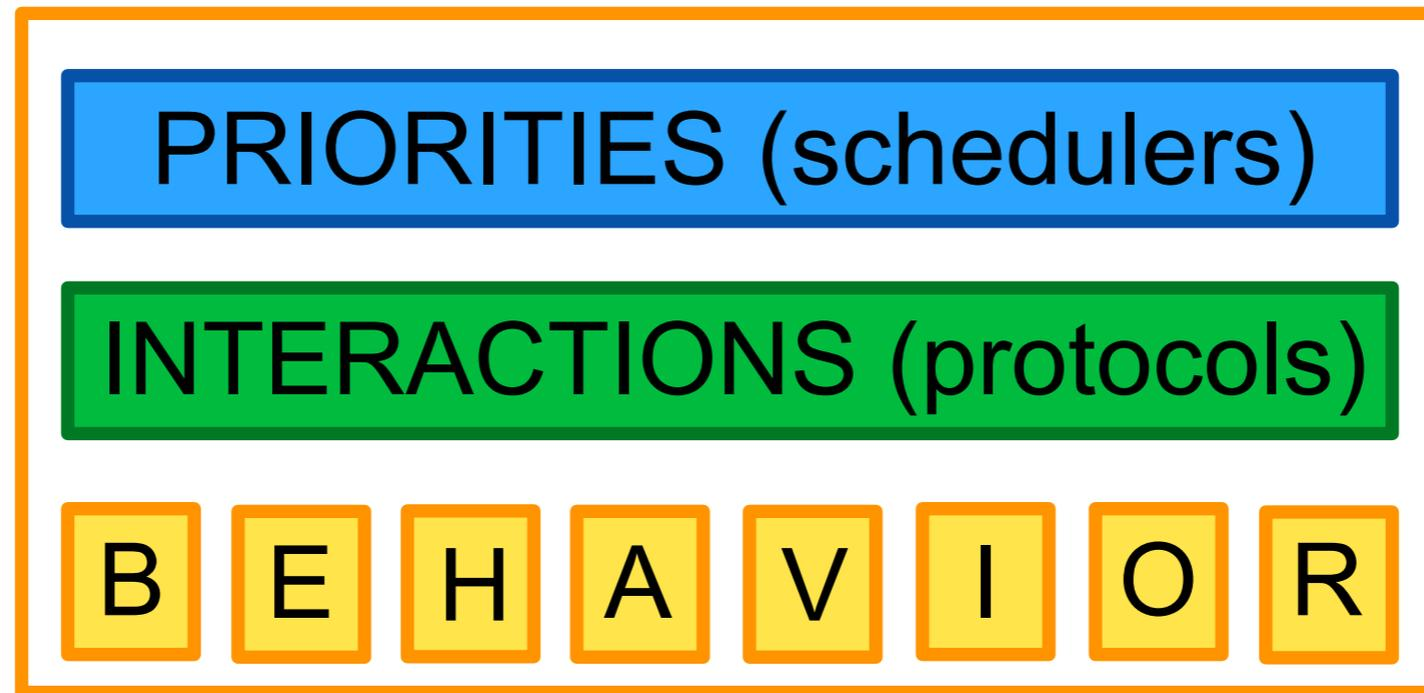 PRIORITIES (schedulers)
INTERACTIONS (protocols)
B E H A V I O R